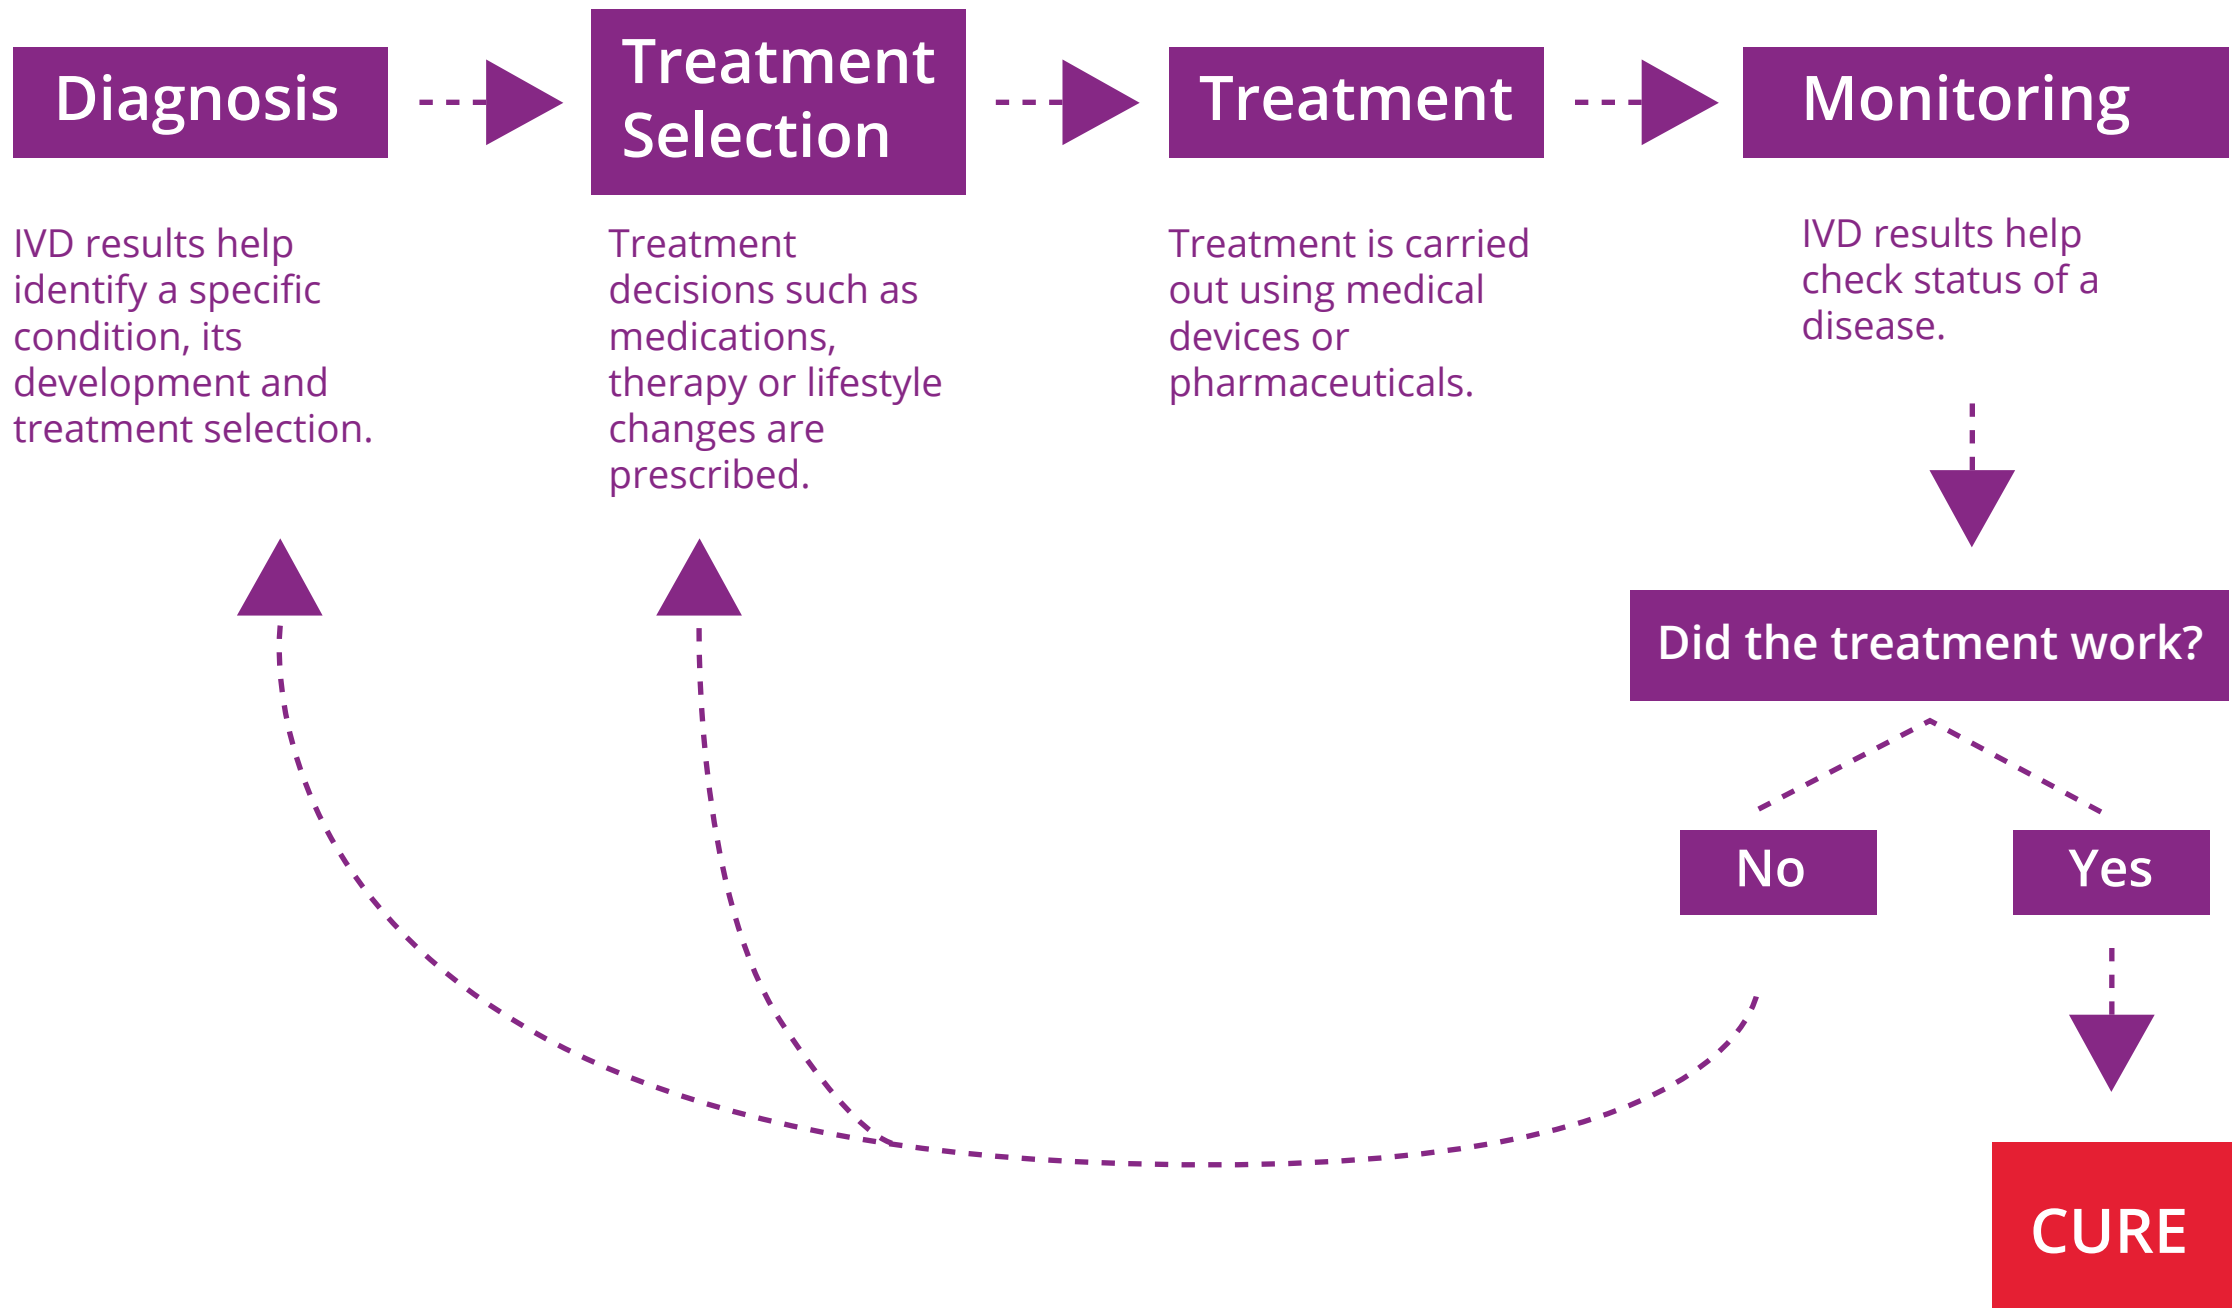 Diagnosis
IVD results help
identify a specific
condition, its
development and
treatment selection.
Treatment
Selection
Treatment
decisions such as
medications,
therapy or lifestyle
changes are
prescribed.
Treatment
Treatment is carried
out using medical
devices or
pharmaceuticals.
Monitoring
IVD results help
check status of a
disease.
Did the treatment work?
No
Yes
CURE